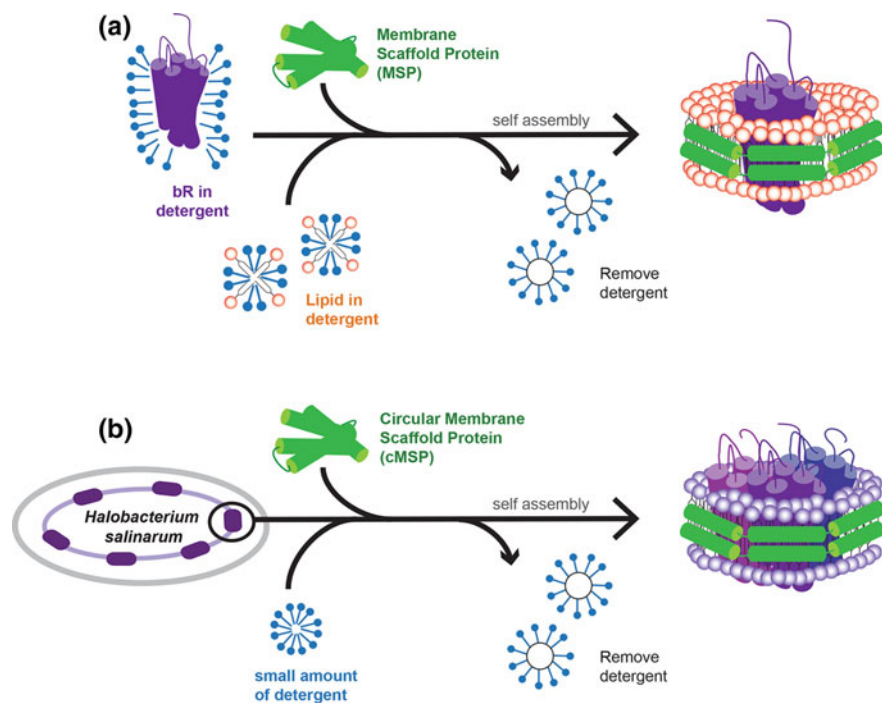 (a)
Membrane
Scaffold Protein
(MSP)
self assembly
bR in
detergent
Lipid in
detergent
Remove
detergent
(b)
Circular Membrane
Scaffold Protein
(cMSP)
Halobacterium
salinarum
self assembly
small amount
of detergent
Remove
detergent